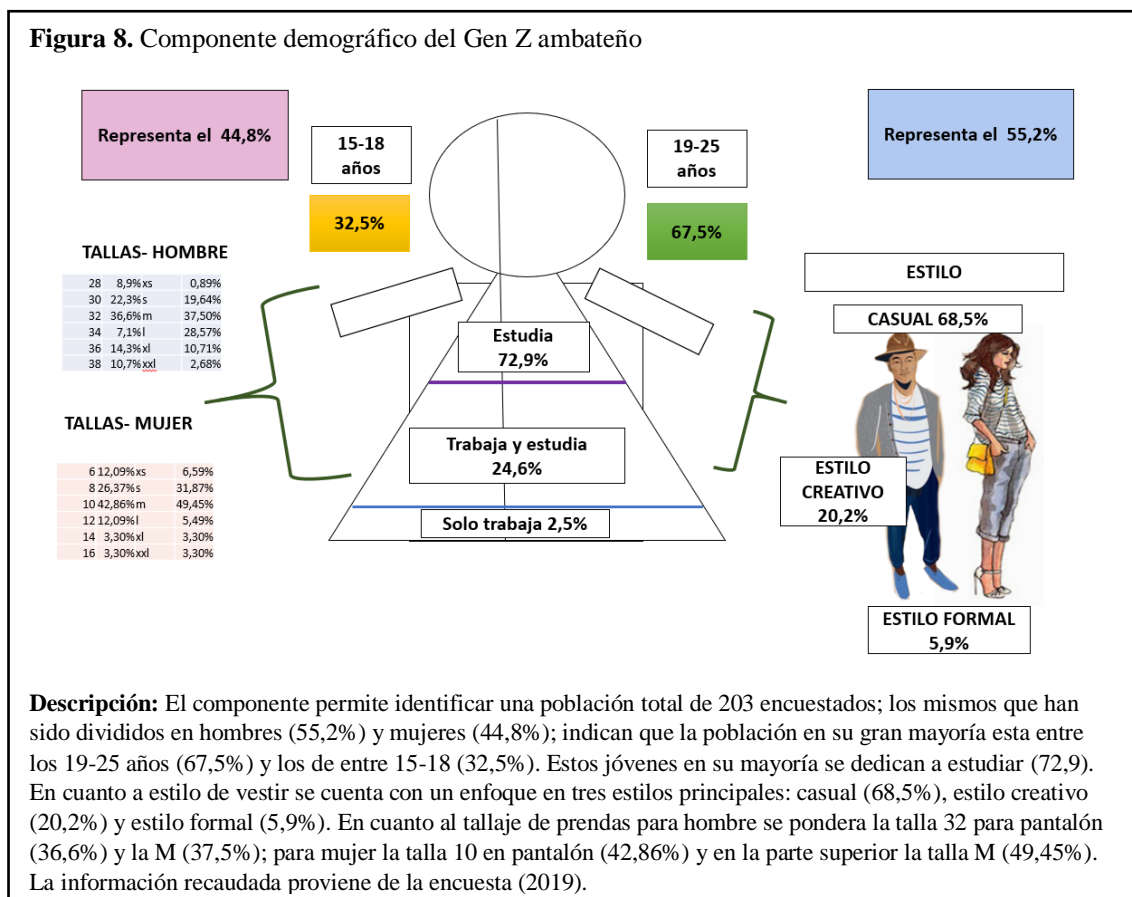 Figura 8. Componente demográfico del Gen Z ambateño
Representa el 44,8%
15-18
años
32,5%
19-25
años
67,5%
Representa el 55,2%
TALLAS- HOMBRE
28 8,9% xs 0,89%
30 22,3% s 19,64%
32 36,6% m 37,50%
34 7,1% l 28,57%
36 14,3% xl 10,71%
38 10,7% xxl 2,68%
TALLAS- MUJER
6 12,09% xs 6,59%
8 26,37% s 31,87%
10 42,86% m 49,45%
12 12,09% l 5,49%
14 3,30% xl 3,30%
16 3,30% xxl 3,30%
Estudia
72,9%
Trabaja y estudia
24,6%
Solo trabaja 2,5%
ESTILO
CASUAL 68,5%
ESTILO
CREATIVO
20,2%
ESTILO FORMAL
5,9%
Descripción: El componente permite identificar una población total de 203 encuestados; los mismos que han
sido divididos en hombres (55,2%) y mujeres (44,8%); indican que la población en su gran mayoría esta entre
los 19-25 años (67,5%) y los de entre 15-18 (32,5%). Estos jóvenes en su mayoría se dedican a estudiar (72,9).
En cuanto a estilo de vestir se cuenta con un enfoque en tres estilos principales: casual (68,5%), estilo creativo
(20,2%) y estilo formal (5,9%). En cuanto al tallaje de prendas para hombre se pondera la talla 32 para pantalón
(36,6%) y la M (37,5%); para mujer la talla 10 en pantalón (42,86%) y en la parte superior la talla M (49,45%).
La información recaudada proviene de la encuesta (2019).